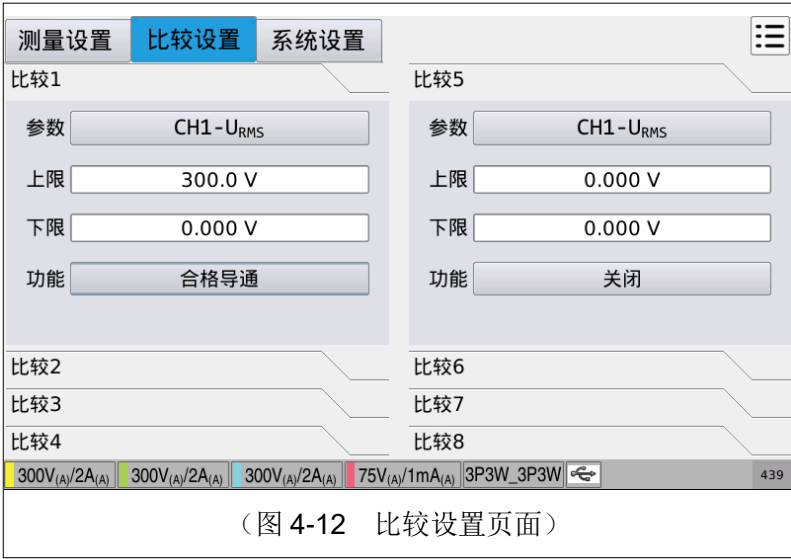 测量设置 比较设置 系统设置
比较1
参数 CH1-URMS
上限 300.0 V
下限 0.000 V
功能 合格导通
比较2
比较3
比较4
比较5
参数 CH1-URMS
上限 0.000 V
下限 0.000 V
功能 关闭
比较6
比较7
比较8
300V(A)/2A(A) 300V(A)/2A(A) 300V(A)/2A(A) 75V(A)/1mA(A) 3P3W_3P3W 439
（图 4-12 比较设置页面）